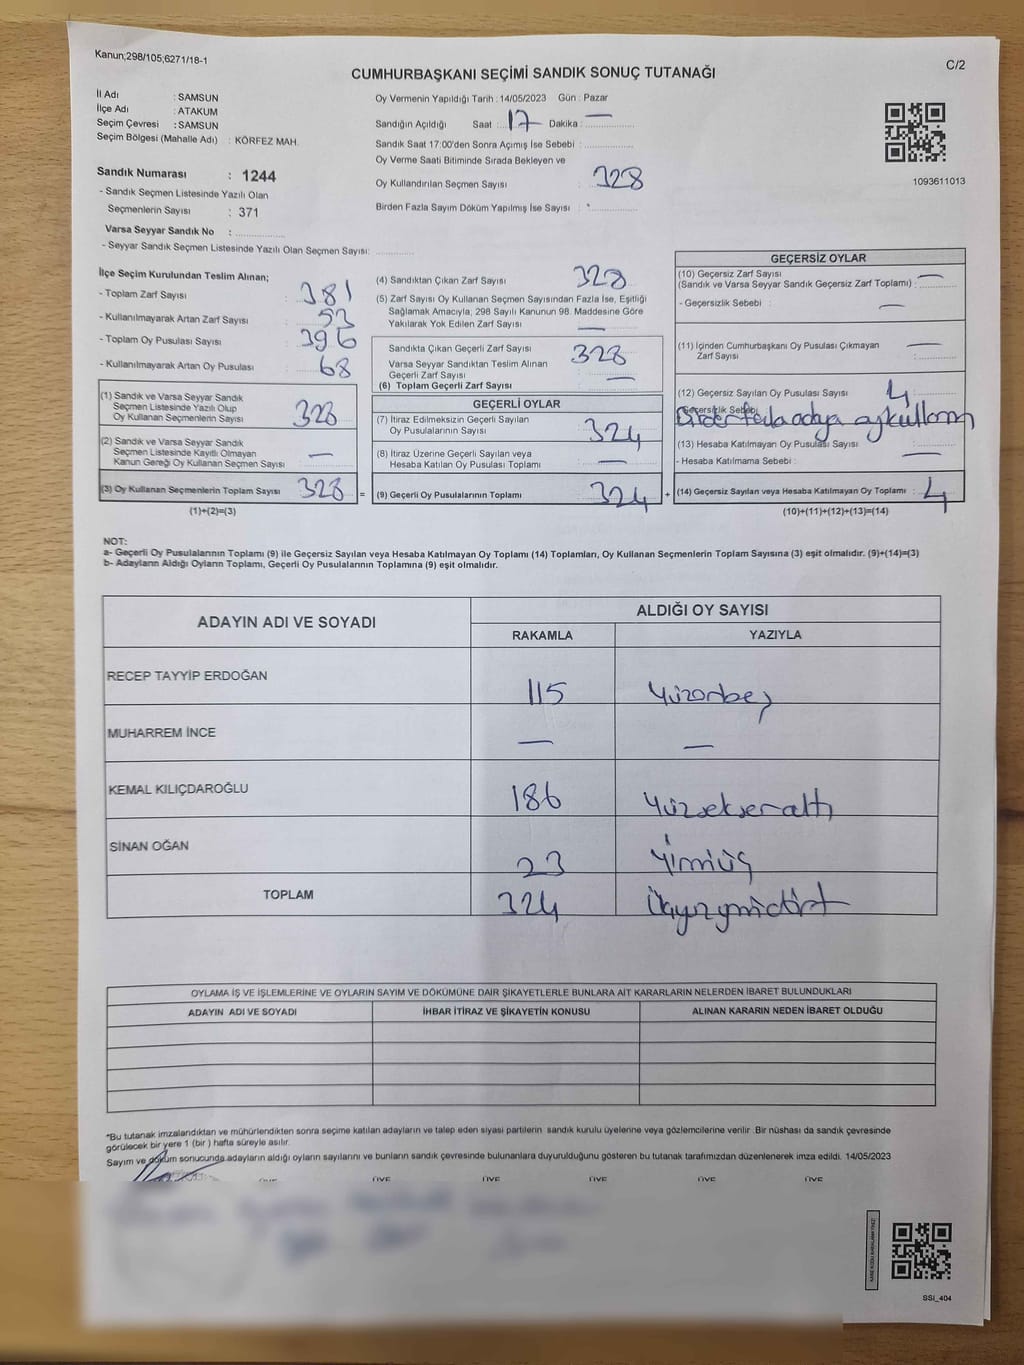 Kanun;298/105;6271/18-1
C/2
CUMHURBAŞKANI SEÇİMİ SANDIK SONUÇ TUTANAĞI
İl Adı : SAMSUN
İlçe Adı : ATAKUM
Seçim Çevresi : SAMSUN
Seçim Bölgesi (Mahalle Adı) : KÖRFEZ MAH.
Sandık Numarası : 1244
- Sandık Seçmen Listesinde Yazılı Olan
Seçmenlerin Sayısı : 371
Varsa Seyyar Sandık No :
- Seyyar Sandık Seçmen Listesinde Yazılı Olan Seçmen Sayısı:
Oy Vermenin Yapıldığı Tarih : 14/05/2023 Gün : Pazar
Sandığın Açıldığı Saat : 17 Dakika : —
Sandık Saat 17:00'den Sonra Açımış İse Sebebi :
Oy Verme Saati Bitiminde Sırada Bekleyen ve
Oy Kullandırılan Seçmen Sayısı : 328
Birden Fazla Sayım Döküm Yapılmış İse Sayısı :
1093611013
İlçe Seçim Kurulundan Teslim Alınan;
- Toplam Zarf Sayısı : 381
- Kullanılmayarak Artan Zarf Sayısı : 53
- Toplam Oy Pusulası Sayısı : 396
- Kullanılmayarak Artan Oy Pusulası : 68
(1) Sandık ve Varsa Seyyar Sandık
Seçmen Listesinde Yazılı Olup
Oy Kullanan Seçmenlerin Sayısı : 328
(2) Sandık ve Varsa Seyyar Sandık
Seçmen Listesinde Kayıtlı Olmayan
Kanun Gereği Oy Kullanan Seçmen Sayısı : —
(3) Oy Kullanan Seçmenlerin Toplam Sayısı : 328 =
(1)+(2)=(3)
(4) Sandıktan Çıkan Zarf Sayısı : 328
(5) Zarf Sayısı Oy Kullanan Seçmen Sayısından Fazla İse, Eşitliği
Sağlamak Amacıyla; 298 Sayılı Kanunun 98. Maddesine Göre
Yakılarak Yok Edilen Zarf Sayısı : —
Sandıkta Çıkan Geçerli Zarf Sayısı : 328
Varsa Seyyar Sandıktan Teslim Alınan
Geçerli Zarf Sayısı : —
(6) Toplam Geçerli Zarf Sayısı :
GEÇERLİ OYLAR
(7) İtiraz Edilmeksizin Geçerli Sayılan
Oy Pusulalarının Sayısı : 324
(8) İtiraz Üzerine Geçerli Sayılan veya
Hesaba Katılan Oy Pusulası Toplamı : —
(9) Geçerli Oy Pusulalarının Toplamı : 324 +
GEÇERSİZ OYLAR
(10) Geçersiz Zarf Sayısı —
(Sandık ve Varsa Seyyar Sandık Geçersiz Zarf Toplamı) :
- Geçersizlik Sebebi : —
(11) İçinden Cumhurbaşkanı Oy Pusulası Çıkmayan —
Zarf Sayısı :
(12) Geçersiz Sayılan Oy Pusulası Sayısı : 4
- Geçersizlik Sebebi : Birden fazla adaya oy kullanım
(13) Hesaba Katılmayan Oy Pusulası Sayısı :
- Hesaba Katılmama Sebebi : —
(14) Geçersiz Sayılan veya Hesaba Katılmayan Oy Toplamı : 4
(10)+(11)+(12)+(13)=(14)
NOT:
a- Geçerli Oy Pusulalarının Toplamı (9) ile Geçersiz Sayılan veya Hesaba Katılmayan Oy Toplamı (14) Toplamları, Oy Kullanan Seçmenlerin Toplam Sayısına (3) eşit olmalıdır. (9)+(14)=(3)
b- Adayların Aldığı Oyların Toplamı, Geçerli Oy Pusulalarının Toplamına (9) eşit olmalıdır.
ADAYIN ADI VE SOYADI ALDIĞI OY SAYISI
RAKAMLA YAZIYLA
RECEP TAYYİP ERDOĞAN 115 Yüzonbeş
MUHARREM İNCE — —
KEMAL KILIÇDAROĞLU 186 Yüzseksenaltı
SİNAN OĞAN 23 Yirmiüç
TOPLAM 324 Üçyüzyirmidört
OYLAMA İŞ VE İŞLEMLERİNE VE OYLARIN SAYIM VE DÖKÜMÜNE DAİR ŞİKAYETLERLE BUNLARA AİT KARARLARIN NELERDEN İBARET BULUNDUKLARI
ADAYIN ADI VE SOYADI İHBAR İTİRAZ VE ŞİKAYETİN KONUSU ALINAN KARARIN NEDEN İBARET OLDUĞU
*Bu tutanak imzalandıktan ve mühürlendikten sonra seçime katılan adayların ve talep eden siyasi partilerin sandık kurulu üyelerine veya gözlemcilerine verilir .Bir nüshası da sandık çevresinde
görülecek bir yere 1 (bir ) hafta süreyle asılır.
Sayım ve döküm sonucunda adayların aldığı oyların sayılarını ve bunların sandık çevresinde bulunanlara duyurulduğunu gösteren bu tutanak tarafımızdan düzenlenerek imza edildi. 14/05/2023
ÜYE ÜYE ÜYE ÜYE ÜYE
SSI_404